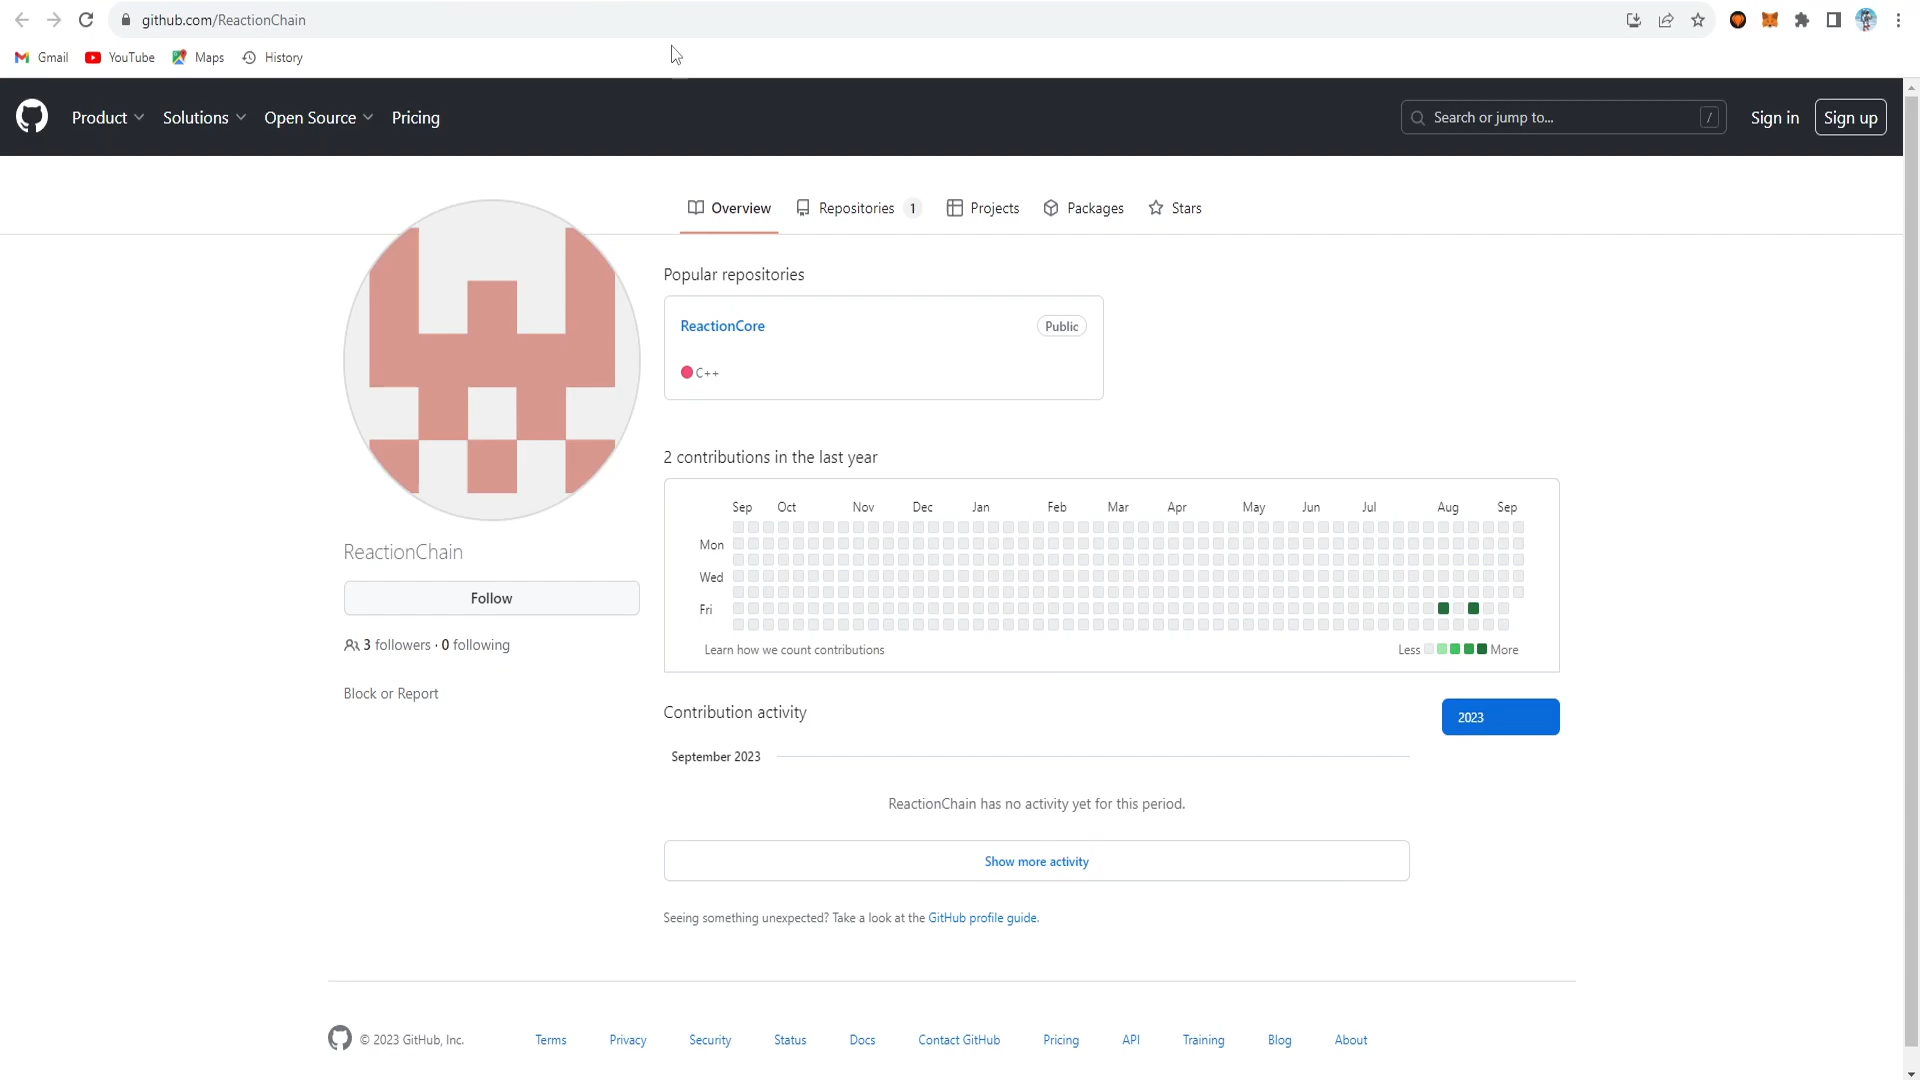 github.com/ReactionChain
Gmail YouTube Maps History
Product Solutions Open Source Pricing Search or jump to... / Sign in Sign up
Overview Repositories 1 Projects Packages Stars
Popular repositories
ReactionCore Public
C++
2 contributions in the last year
Sep Oct Nov Dec Jan Feb Mar Apr May Jun Jul Aug Sep
Mon
Wed
Fri
Learn how we count contributions Less More
ReactionChain
Follow
3 followers · 0 following
Block or Report
Contribution activity 2023
September 2023
ReactionChain has no activity yet for this period.
Show more activity
Seeing something unexpected? Take a look at the GitHub profile guide.
© 2023 GitHub, Inc. Terms Privacy Security Status Docs Contact GitHub Pricing API Training Blog About